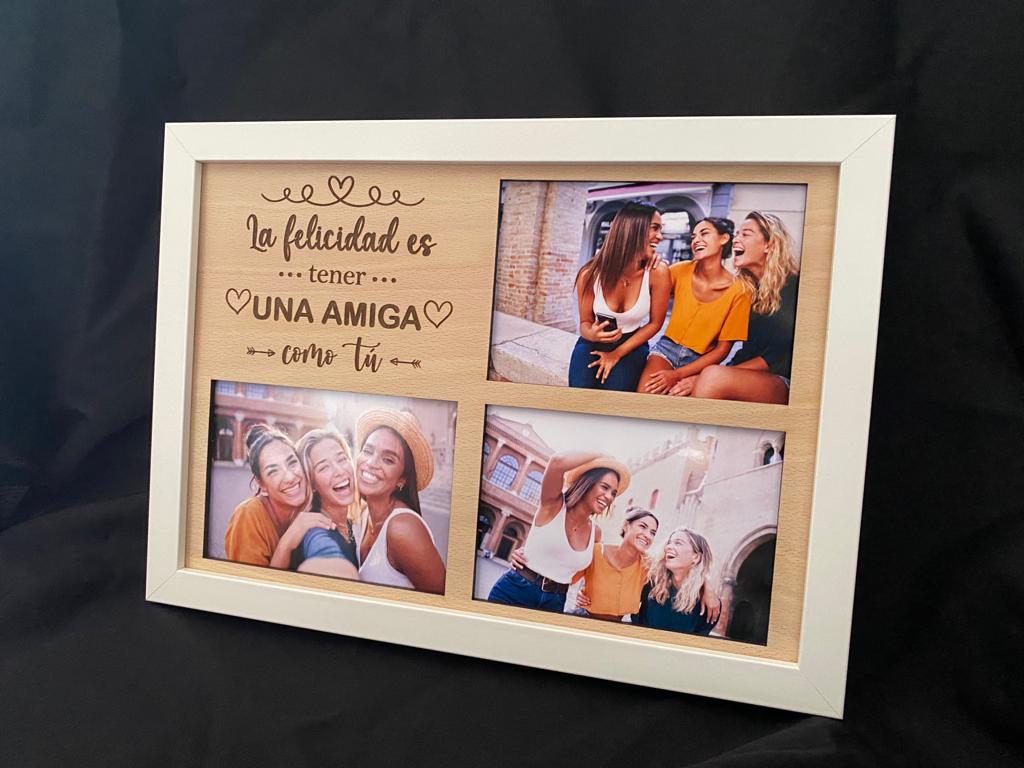 La felicidad es
••• tener •••
UNA AMIGA
como tú